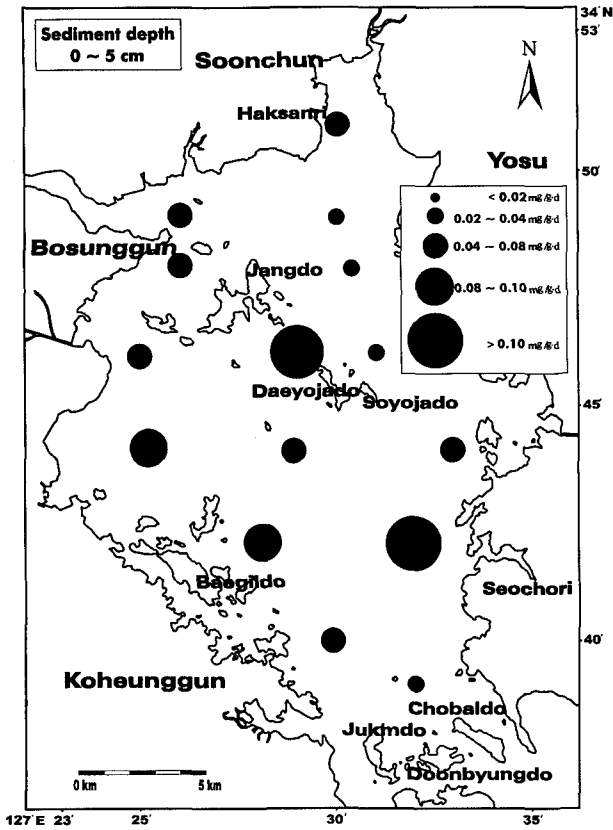 34° N
53'
Sediment depth
0 ~ 5 cm
Soonchun
N
Haksanri
Yosu
50'
< 0.02 mg/g·d
0.02 ~ 0.04 mg/g·d
0.04 ~ 0.08 mg/g·d
0.08 ~ 0.10 mg/g·d
> 0.10 mg/g·d
Bosunggun
Jangdo
Daeyojado
Soyojado
45'
Baegildo
Seochori
40'
Koheunggun
Chobaldo
Jukmdo
Doonbyungdo
0 km 5 km
127° E 23' 25' 30' 35'